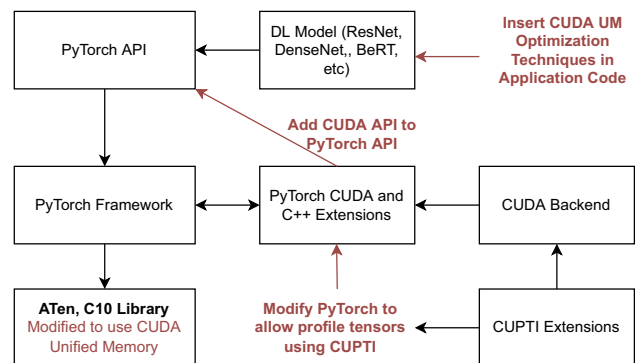 PyTorch API
DL Model (ResNet,
DenseNet,, BeRT,
etc)
Insert CUDA UM
Optimization
Techniques in
Application Code
Add CUDA API to
PyTorch API
PyTorch Framework
PyTorch CUDA and
C++ Extensions
CUDA Backend
ATen, C10 Library
Modified to use CUDA
Unified Memory
Modify PyTorch to
allow profile tensors
using CUPTI
CUPTI Extensions